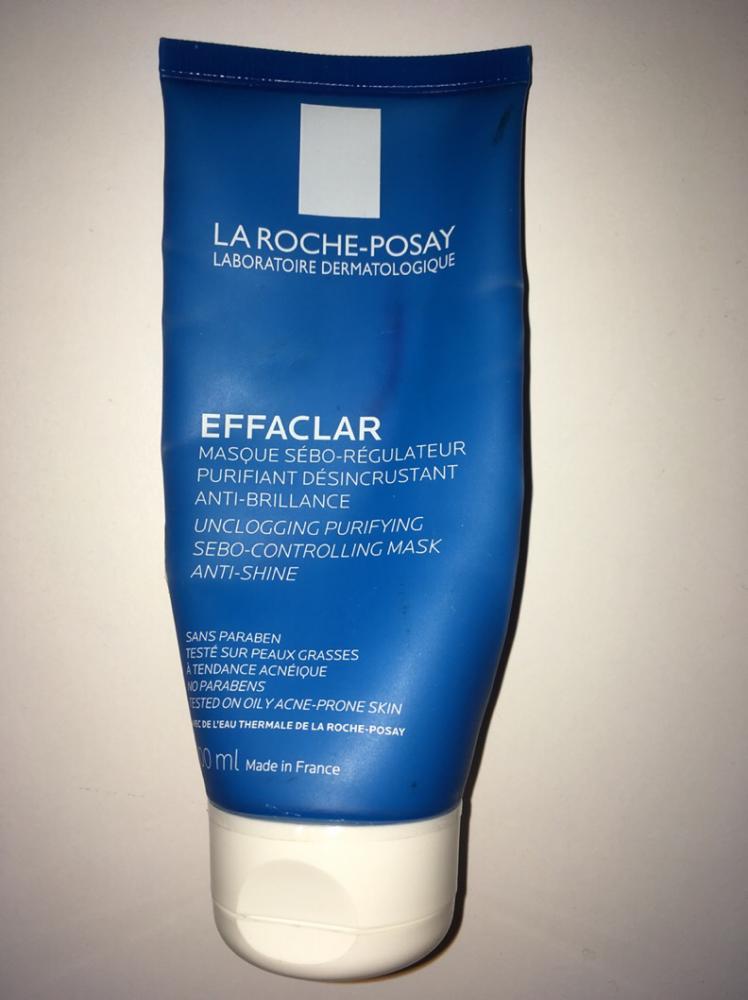 LA ROCHE-POSAY
LABORATOIRE DERMATOLOGIQUE
EFFACLAR
MASQUE SÉBO-RÉGULATEUR
PURIFIANT DÉSINCRUSTANT
ANTI-BRILLANCE
UNCLOGGING PURIFYING
SEBO-CONTROLLING MASK
ANTI-SHINE
SANS PARABEN
TESTÉ SUR PEAUX GRASSES
À TENDANCE ACNÉIQUE
NO PARABENS
TESTED ON OILY ACNE-PRONE SKIN
DE L'EAU THERMALE DE LA ROCHE-POSAY
ml Made in France